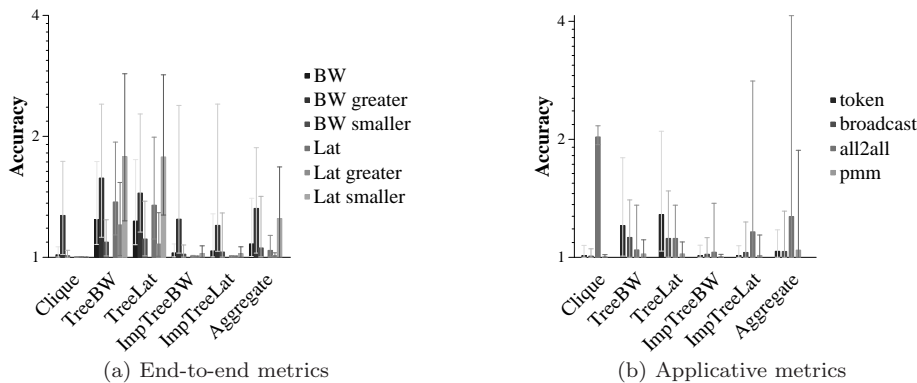 4
2
1
Accuracy
BW
BW greater
BW smaller
Lat
Lat greater
Lat smaller
Clique
TreeBW
TreeLat
ImpTreeBW
ImpTreeLat
Aggregate
(a) End-to-end metrics
4
2
1
Accuracy
token
broadcast
all2all
pmm
Clique
TreeBW
TreeLat
ImpTreeBW
ImpTreeLat
Aggregate
(b) Applicative metrics